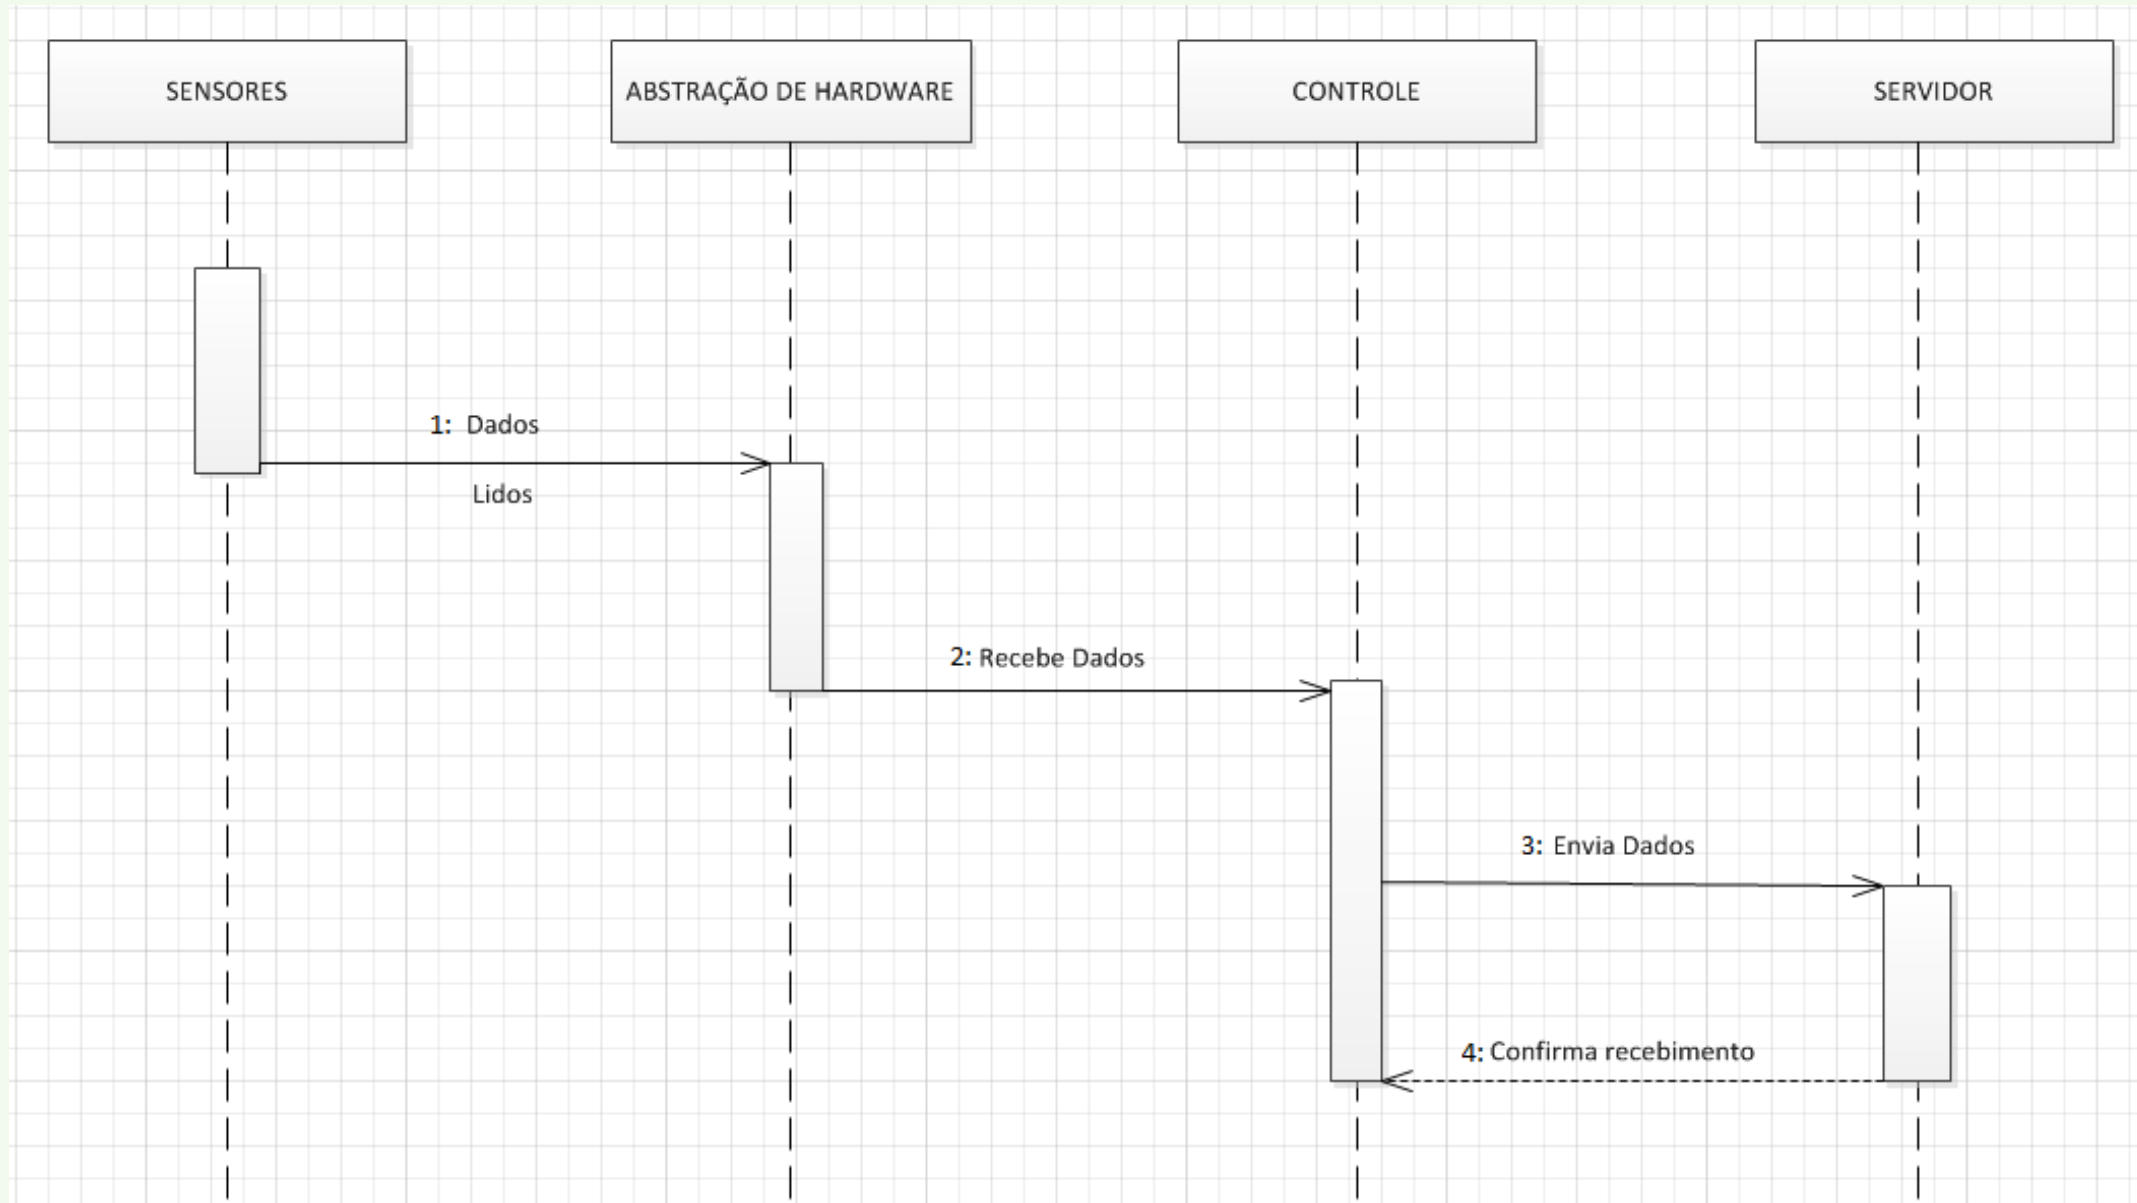 SENSORES
ABSTRAÇÃO DE HARDWARE
CONTROLE
SERVIDOR
1: Dados
Lidos
2: Recebe Dados
3: Envia Dados
4: Confirma recebimento